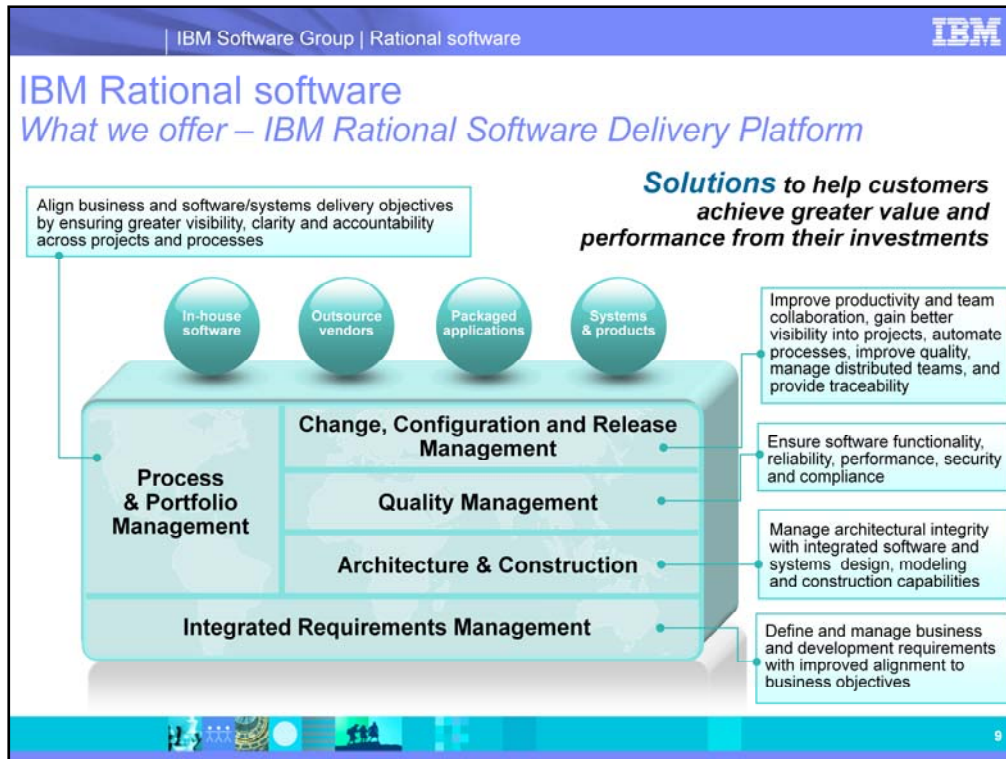 IBM Software Group | Rational software
IBM
IBM Rational software
What we offer – IBM Rational Software Delivery Platform
Solutions to help customers
achieve greater value and
performance from their investments
Align business and software/systems delivery objectives
by ensuring greater visibility, clarity and accountability
across projects and processes
In-house
software
Outsource
vendors
Packaged
applications
Systems
& products
Process
& Portfolio
Management
Change, Configuration and Release
Management
Quality Management
Architecture & Construction
Integrated Requirements Management
Improve productivity and team
collaboration, gain better
visibility into projects, automate
processes, improve quality,
manage distributed teams, and
provide traceability
Ensure software functionality,
reliability, performance, security
and compliance
Manage architectural integrity
with integrated software and
systems design, modeling
and construction capabilities
Define and manage business
and development requirements
with improved alignment to
business objectives
9